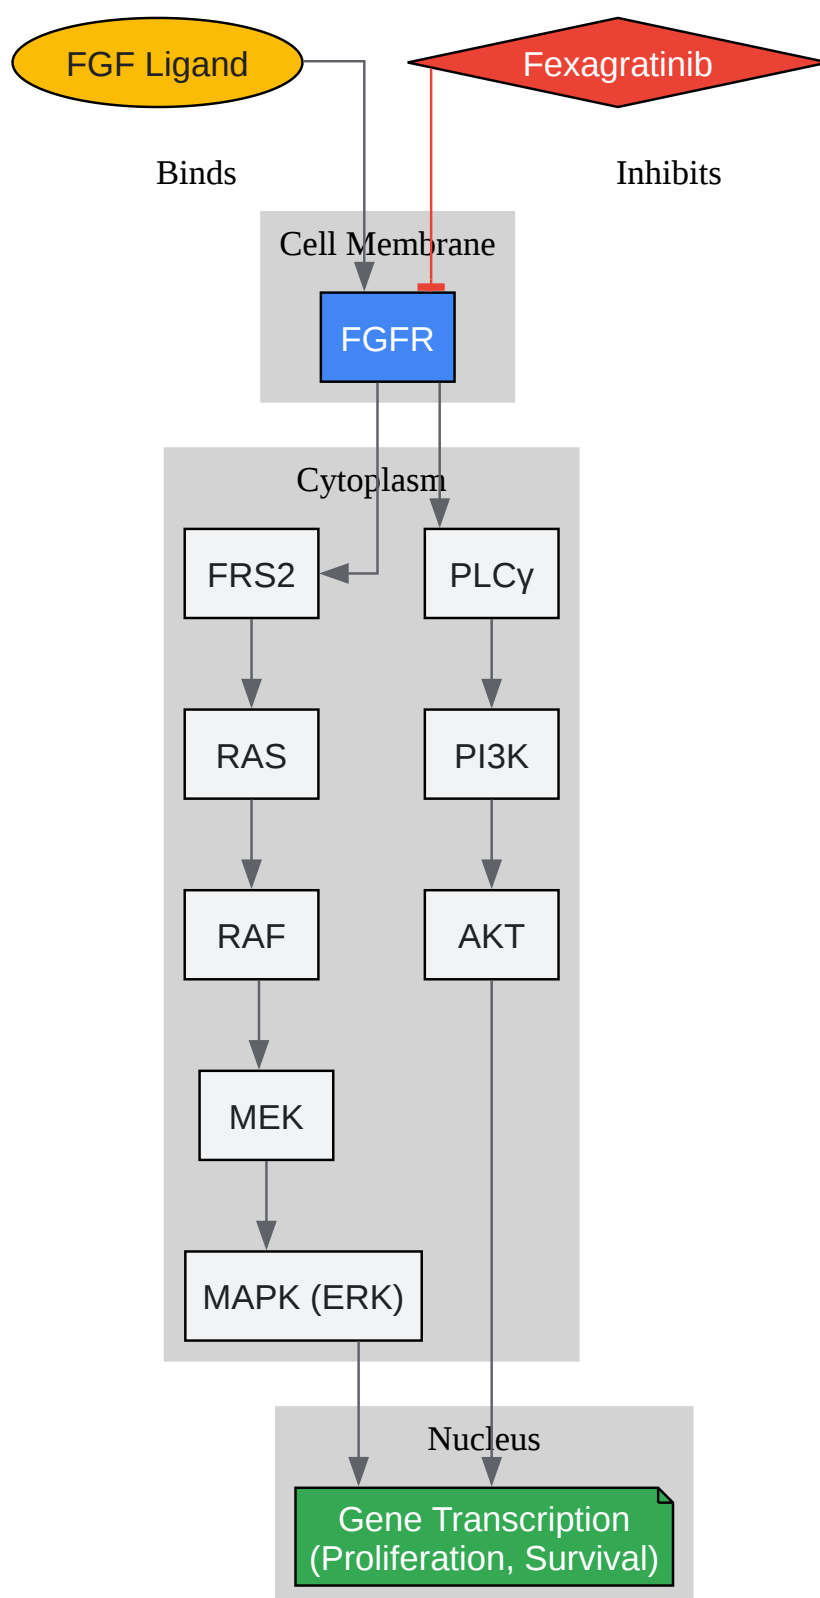 FGF Ligand
Fexagratinib
Binds
Inhibits
Cell Membrane
FGFR
Cytoplasm
FRS2
PLCγ
RAS
PI3K
RAF
AKT
MEK
MAPK (ERK)
Nucleus
Gene Transcription
(Proliferation, Survival)